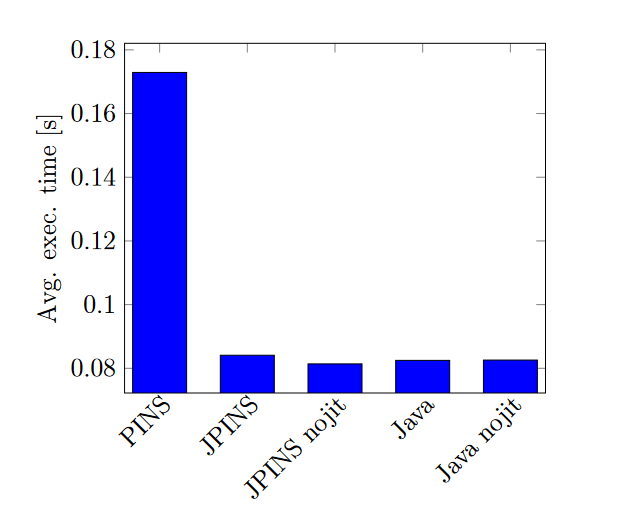 Avg. exec. time [s]
0.18
0.16
0.14
0.12
0.1
0.08
PINS
JPINS
JPINS nojit
Java
Java nojit